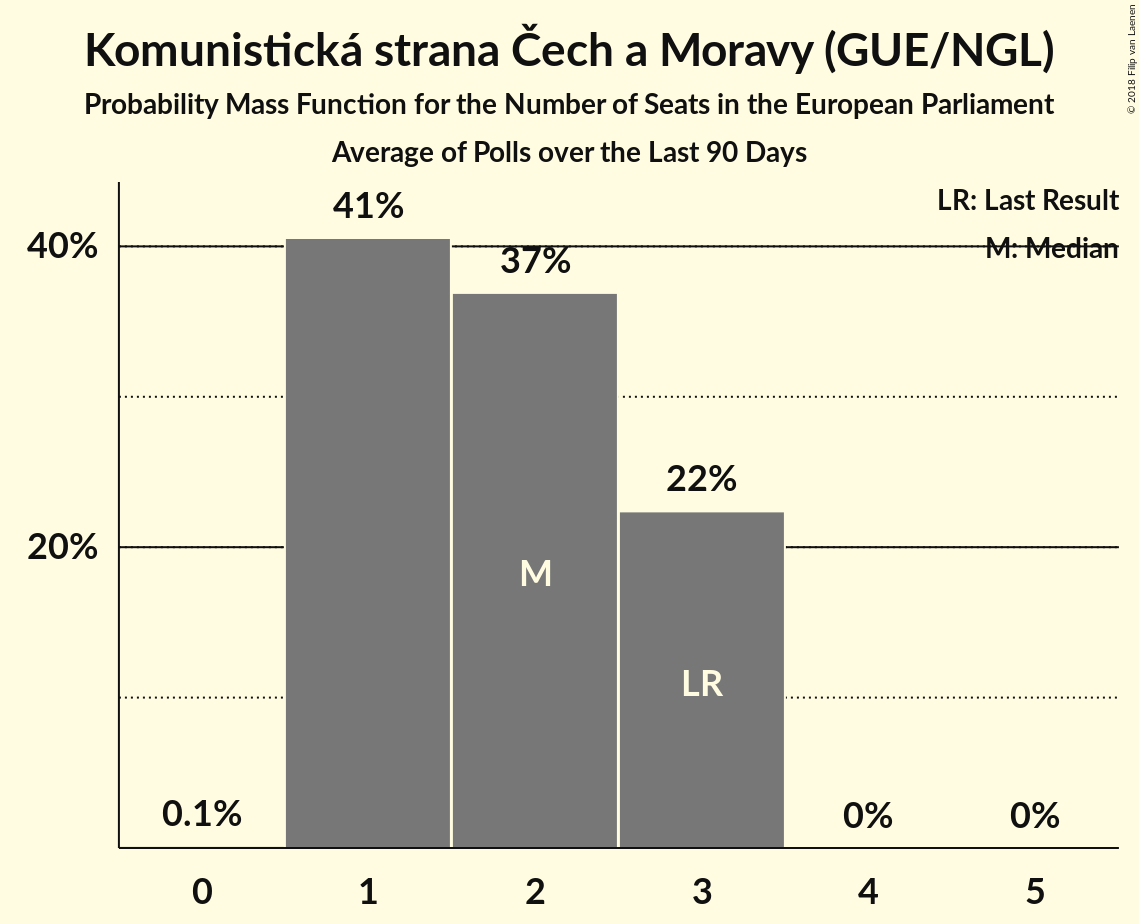 Komunistická strana Čech a Moravy (GUE/NGL)
Probability Mass Function for the Number of Seats in the European Parliament
Average of Polls over the Last 90 Days
© 2018 Filip van Laenen
LR: Last Result
M: Median
41%
40%
37%
22%
20%
M
LR
0.1%
0%
0%
0
1
2
3
4
5